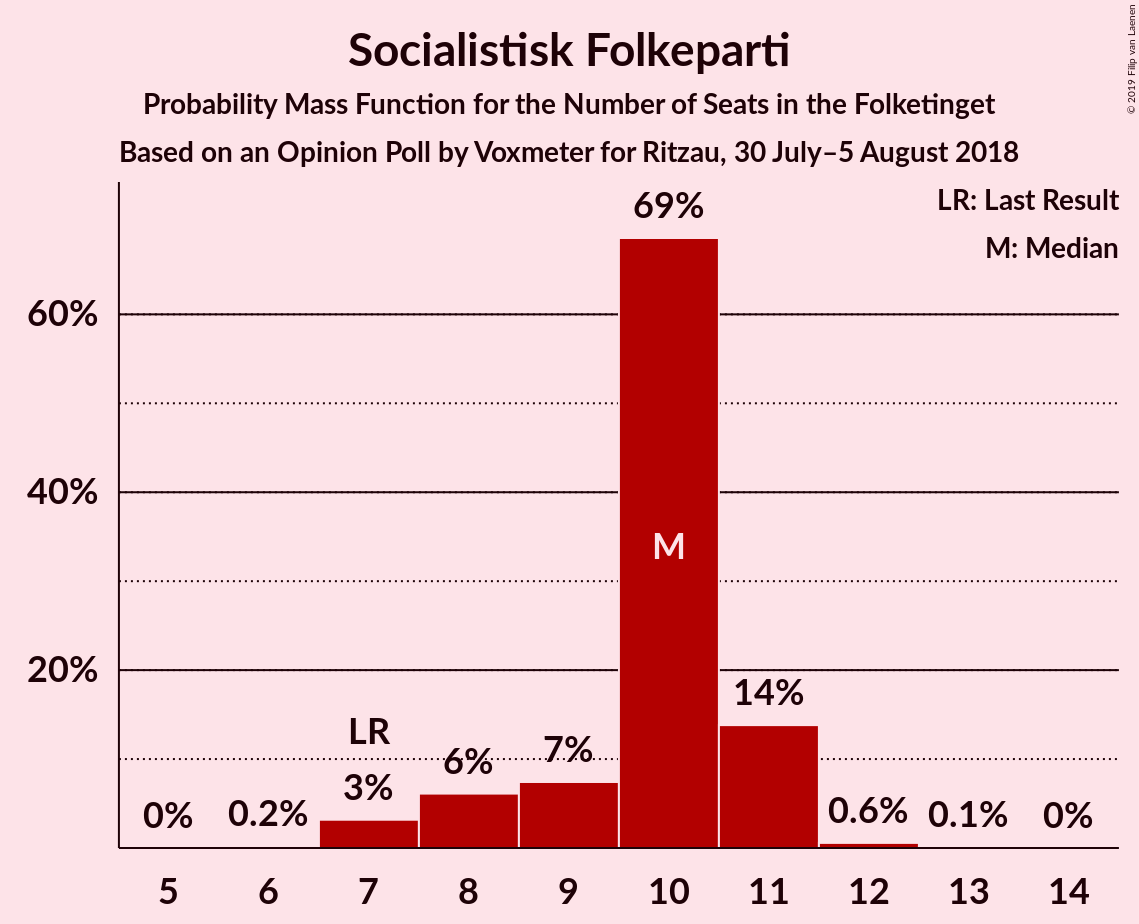 Socialistisk Folkeparti
Probability Mass Function for the Number of Seats in the Folketinget
Based on an Opinion Poll by Voxmeter for Ritzau, 30 July–5 August 2018
© 2019 Filip van Laenen
LR: Last Result
M: Median
69%
60%
40%
M
20%
14%
LR
7%
6%
3%
0% 0.2% 0.6% 0.1% 0%
5 6 7 8 9 10 11 12 13 14